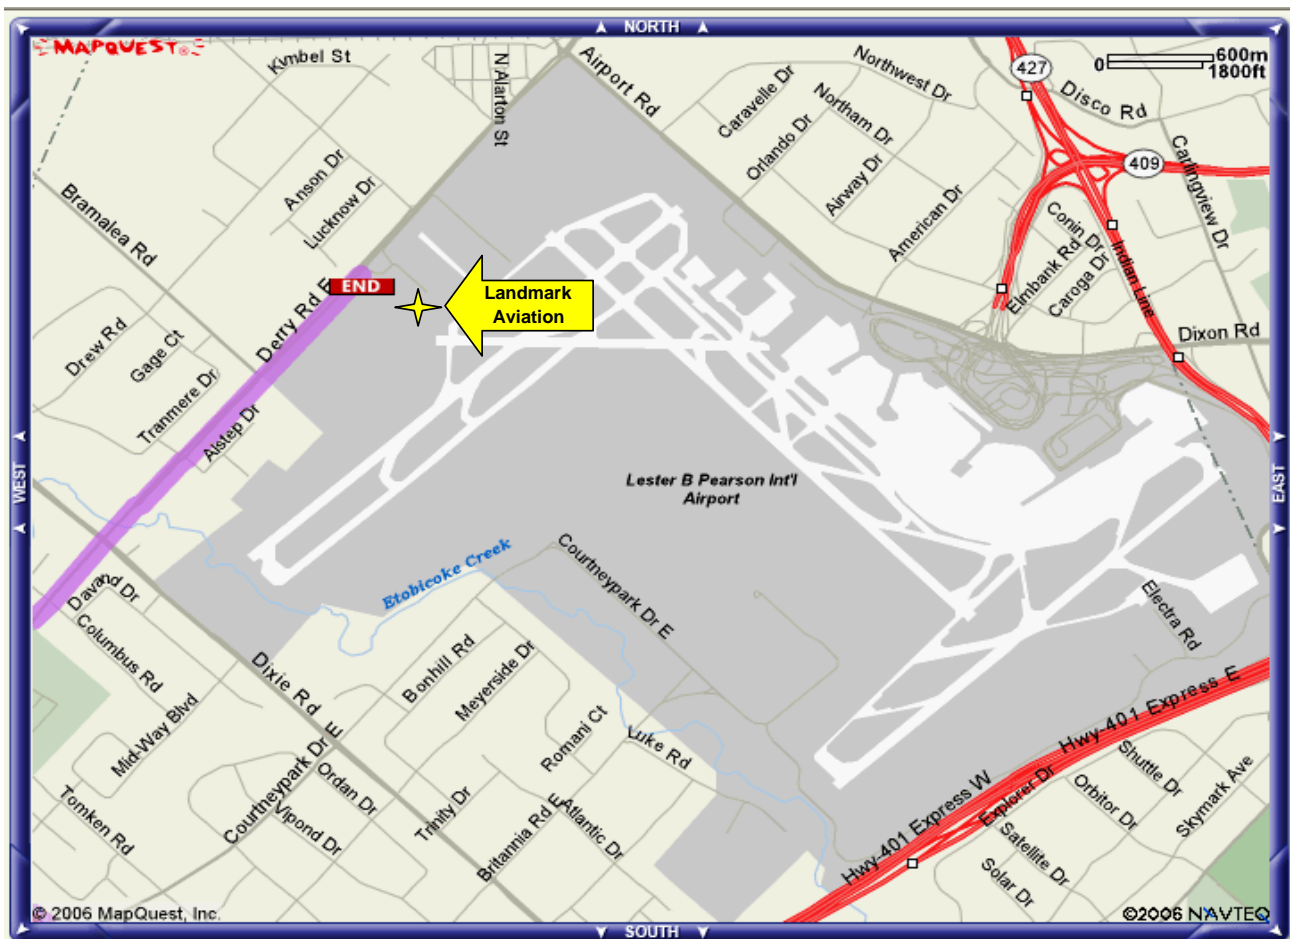 NORTH
MAPQUEST
600m
0
1800ft
Kimbel St
N Alarton St
Airport Rd
Northwest Dr
427
Disco Rd
Caravelle Dr
Northam Dr
Orlando Dr
409
Carlingview Dr
Anson Dr
Airway Dr
Lucknow Dr
American Dr
Bramalea Rd
Conin Dr
Elmbank Rd
Caroga Dr
Indian Line
END
Landmark
Aviation
Derry Rd E
Drew Rd
Gage Ct
Dixon Rd
Tranmere Dr
Alstep Dr
WEST
EAST
Lester B Pearson Int'l
Airport
Etobicoke Creek
Courtneypark Dr E
Davand Dr
Columbus Rd
Electra Rd
Dixie Rd
Bonhill Rd
Meyerside Dr
Mid-Way Blvd
Romani Ct
Luke Rd
Hwy-401 Express E
Courtneypark Dr E
Ordan Dr
Shuttle Dr
Skymark Ave
Orbitor Dr
Explorer Dr
Hwy-401 Express W
Tomken Rd
Vipond Dr
Trinity Dr
Britannia Rd E
Atlantic Dr
Satellite Dr
Solar Dr
© 2006 MapQuest, Inc.
©2006 NAVTEQ
SOUTH